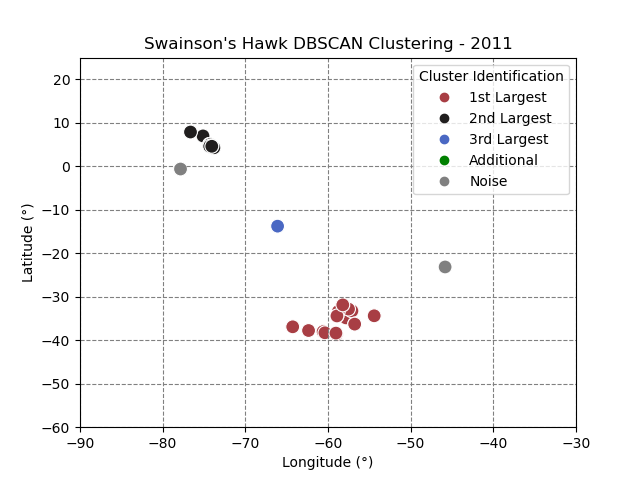 Swainson's Hawk DBSCAN Clustering - 2011
Cluster Identification
1st Largest
2nd Largest
3rd Largest
Additional
Noise
Latitude (°)
20
10
0
−10
−20
−30
−40
−50
−60
−90 −80 −70 −60 −50 −40 −30
Longitude (°)